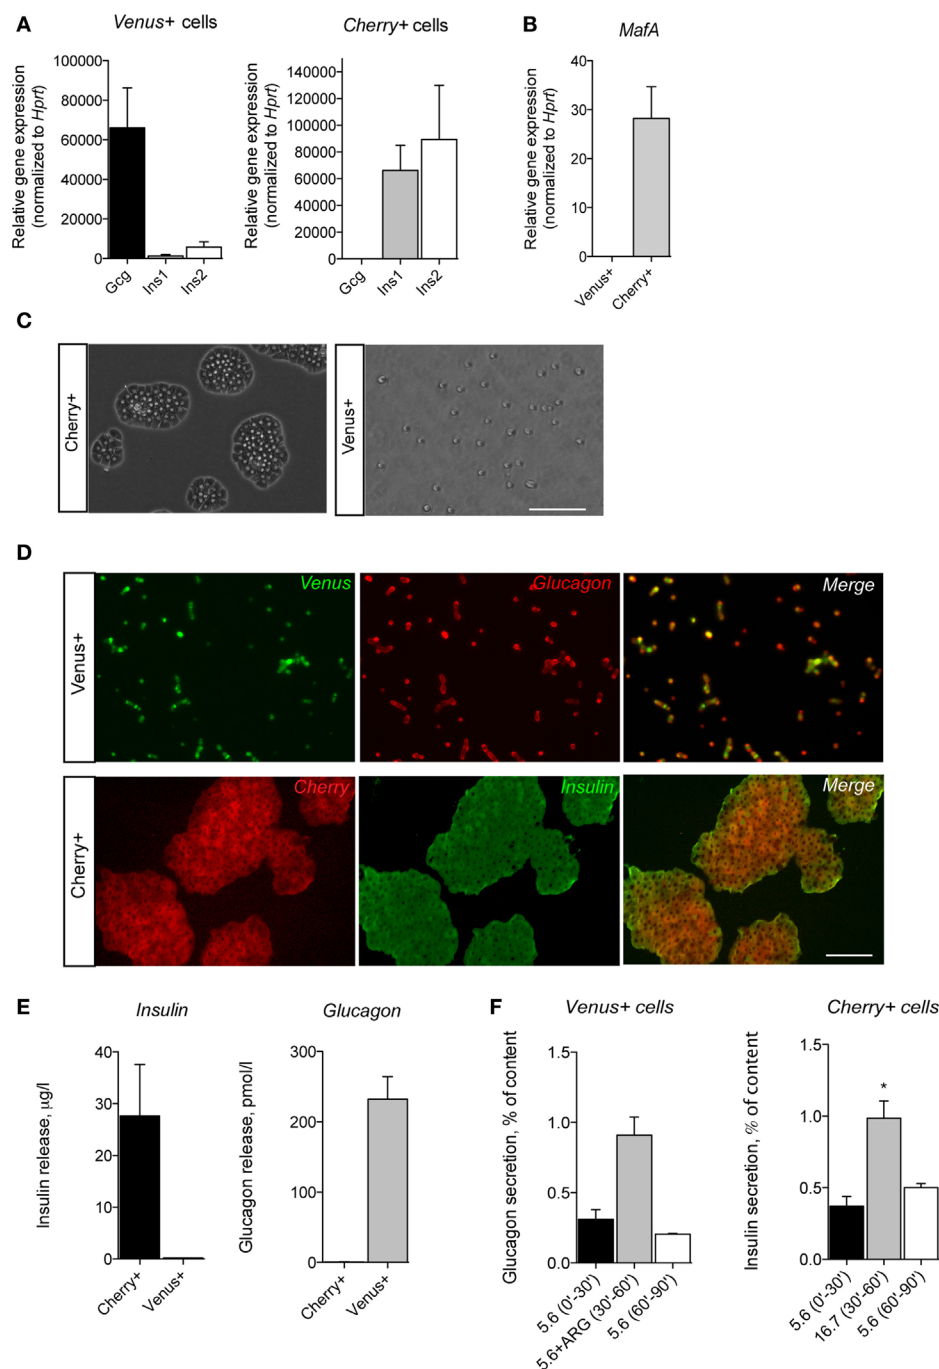 A
Venus+ cells
Relative gene expression
(normalized to Hprt)
100000
80000
60000
40000
20000
0
Gcg
Ins1
Ins2
Cherry+ cells
Relative gene expression
(normalized to Hprt)
140000
120000
100000
80000
60000
40000
20000
0
Gcg
Ins1
Ins2
B
MafA
Relative gene expression
(normalized to Hprt)
40
30
20
10
0
Venus+
Cherry+
C
Cherry+
Venus+
D
Venus+
Venus
Glucagon
Merge
Cherry+
Cherry
Insulin
Merge
E
Insulin
Insulin release, μg/l
40
30
20
10
0
Cherry+
Venus+
Glucagon
Glucagon release, pmol/l
300
200
100
0
Cherry+
Venus+
F
Venus+ cells
Glucagon secretion, % of content
1.5
1.0
0.5
0.0
5.6 (0'-30')
5.6+ARG (30'-60')
5.6 (60'-90')
Cherry+ cells
Insulin secretion, % of content
1.5
1.0
0.5
0.0
*
5.6 (0'-30')
16.7 (30'-60')
5.6 (60'-90')